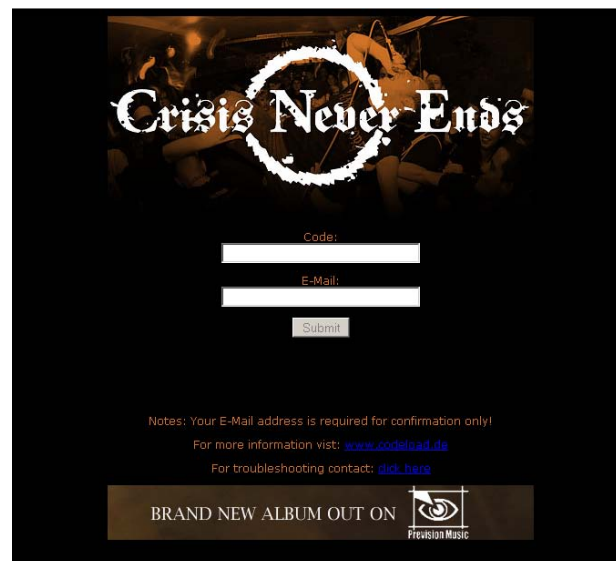 Crisis Never Ends
Code:
E-Mail:
Submit
Notes: Your E-Mail address is required for confirmation only!
For more information vist: www.codeload.de
For troubleshooting contact: click here
BRAND NEW ALBUM OUT ON
Prevision Music